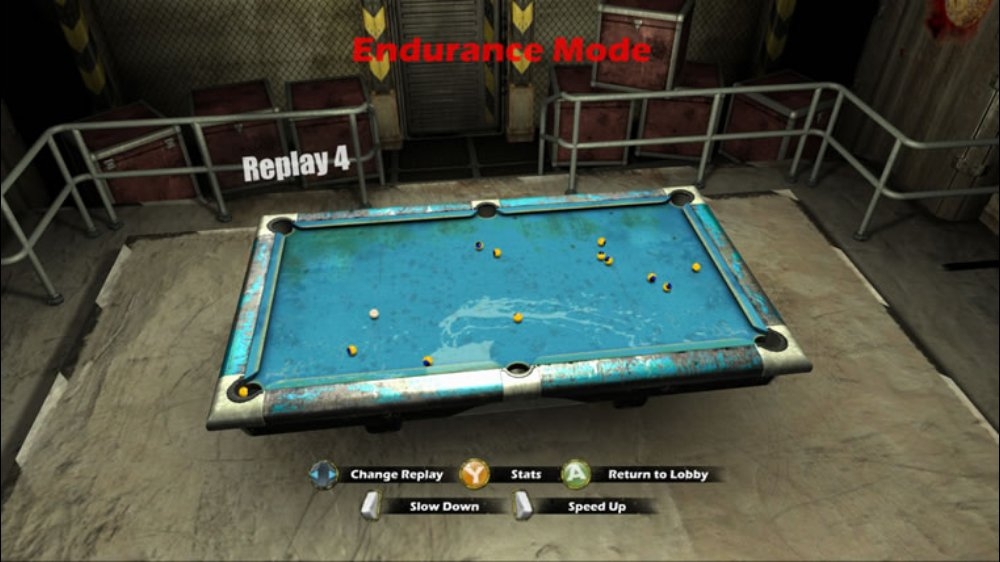 Endurance Mode
Replay 4
Change Replay Y Stats A Return to Lobby
Slow Down Speed Up